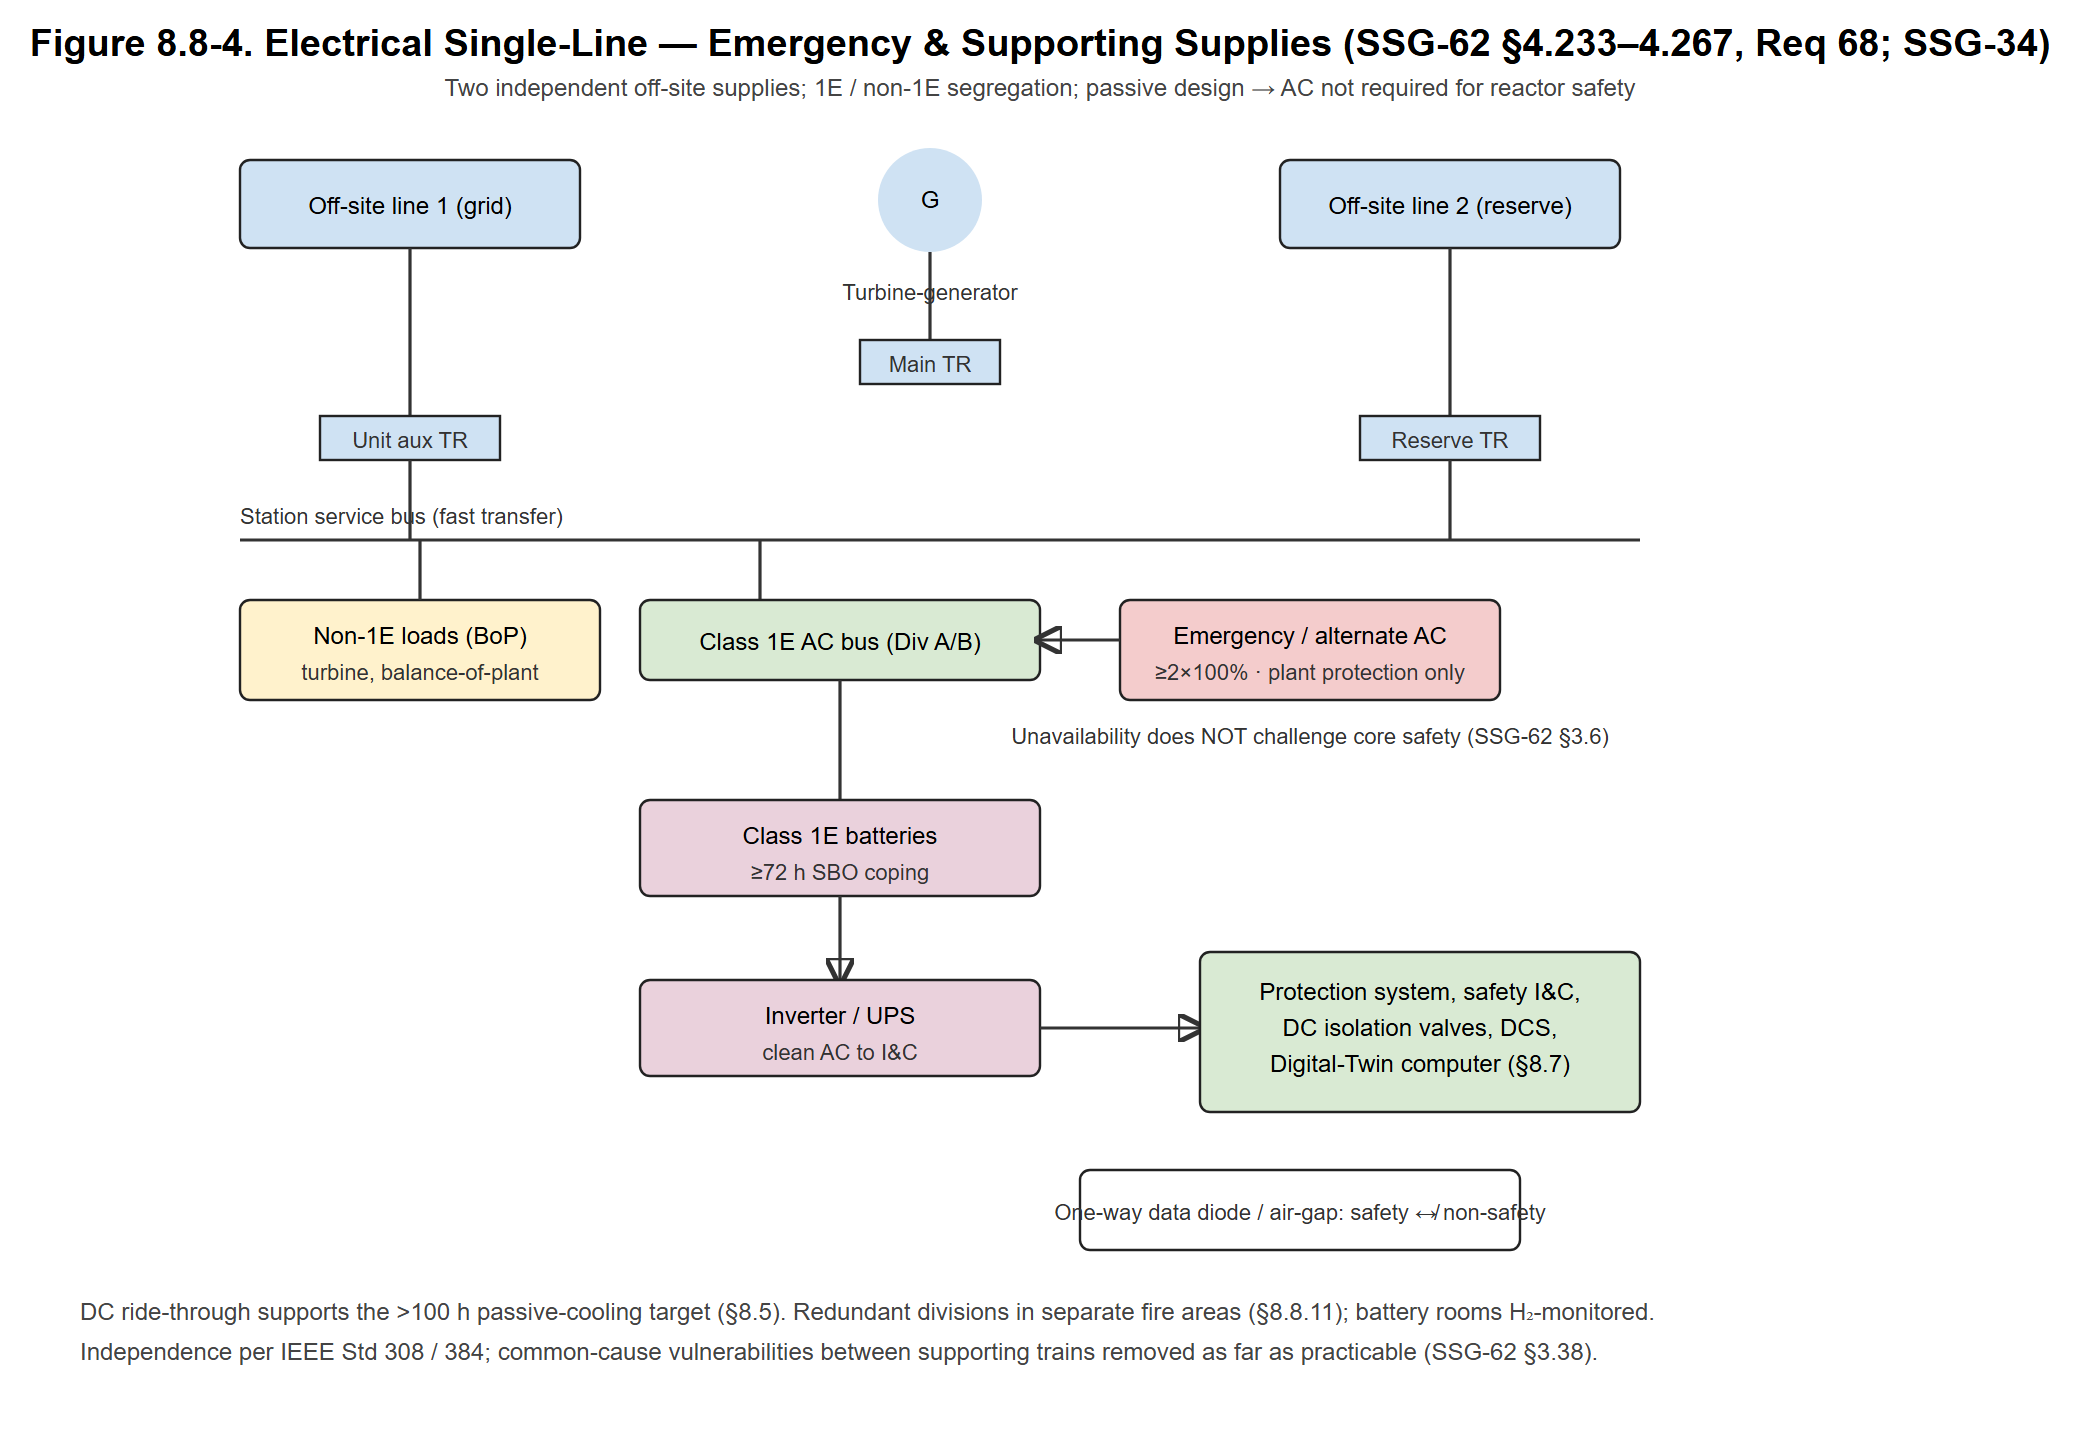 Figure 8.8-4. Electrical Single-Line — Emergency & Supporting Supplies (SSG-62 §4.233–4.267, Req 68; SSG-34)
Two independent off-site supplies; 1E / non-1E segregation; passive design → AC not required for reactor safety
Off-site line 1 (grid)
G
Off-site line 2 (reserve)
Turbine-generator
Main TR
Unit aux TR
Reserve TR
Station service bus (fast transfer)
Non-1E loads (BoP)
turbine, balance-of-plant
Class 1E AC bus (Div A/B)
Emergency / alternate AC
≥2×100% · plant protection only
Unavailability does NOT challenge core safety (SSG-62 §3.6)
Class 1E batteries
≥72 h SBO coping
Inverter / UPS
clean AC to I&C
Protection system, safety I&C,
DC isolation valves, DCS,
Digital-Twin computer (§8.7)
One-way data diode / air-gap: safety ↮ non-safety
DC ride-through supports the >100 h passive-cooling target (§8.5). Redundant divisions in separate fire areas (§8.8.11); battery rooms H₂-monitored.
Independence per IEEE Std 308 / 384; common-cause vulnerabilities between supporting trains removed as far as practicable (SSG-62 §3.38).